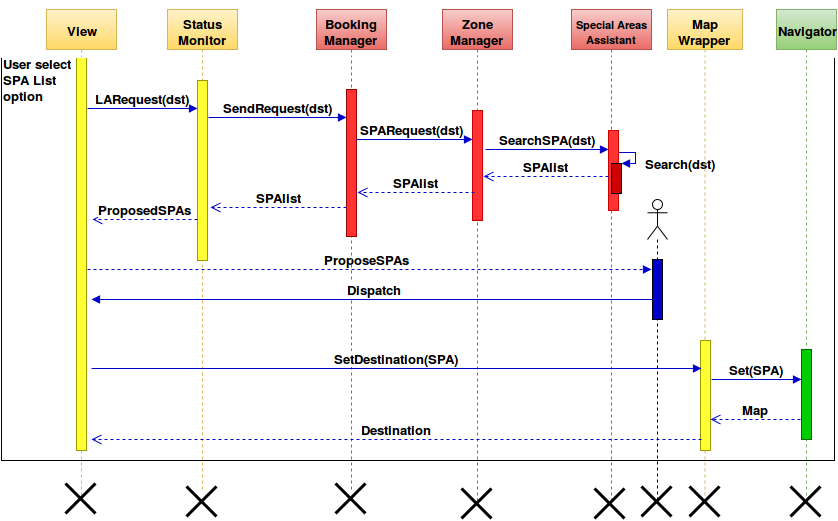 View
Status
Monitor
Booking
Manager
Zone
Manager
Special Areas
Assistant
Map
Wrapper
Navigator
User select
SPA List
option
LARequest(dst)
SendRequest(dst)
SPARequest(dst)
SearchSPA(dst)
Search(dst)
SPAlist
SPAlist
SPAlist
ProposedSPAs
ProposeSPAs
Dispatch
SetDestination(SPA)
Set(SPA)
Map
Destination